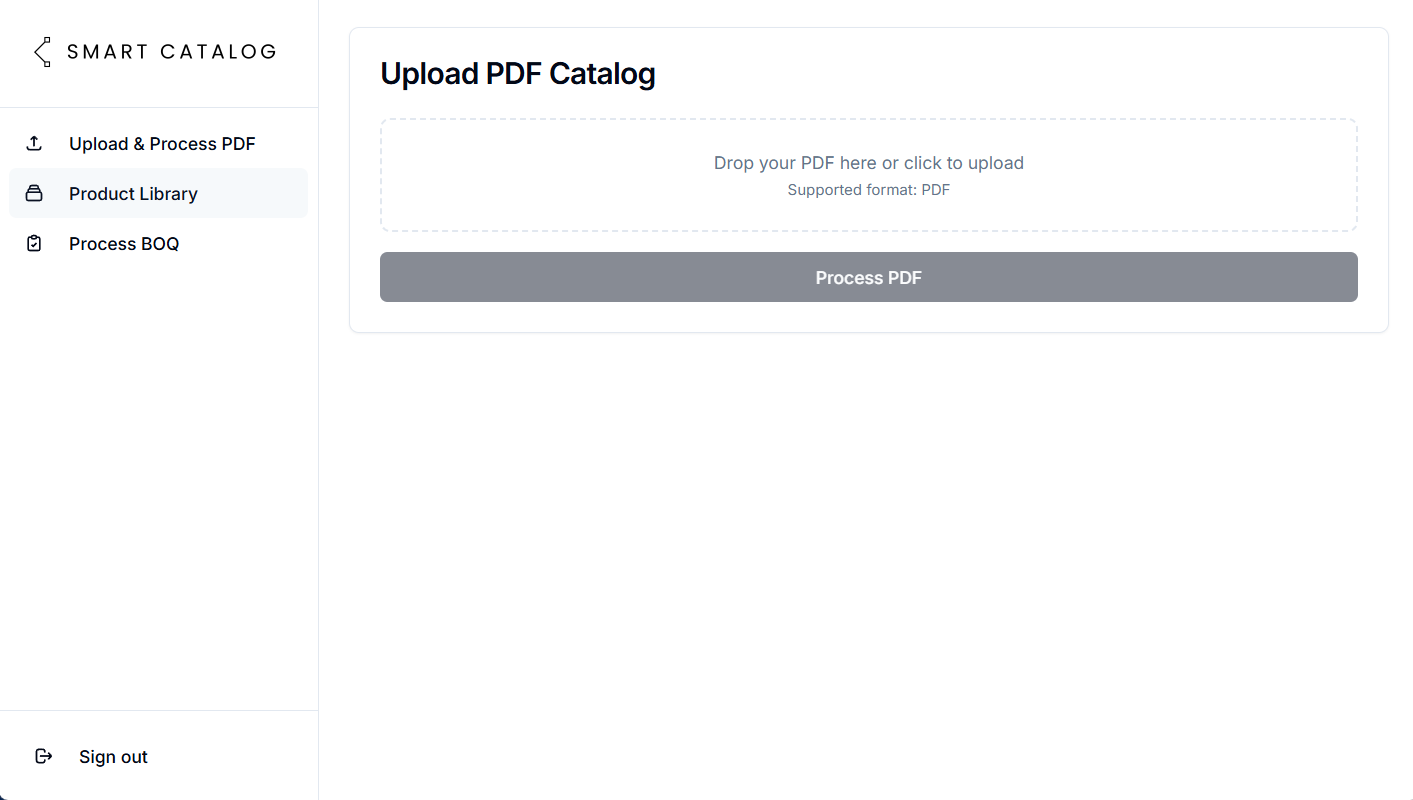 SMART CATALOG
Upload & Process PDF
Product Library
Process BOQ
Sign out
Upload PDF Catalog
Drop your PDF here or click to upload
Supported format: PDF
Process PDF